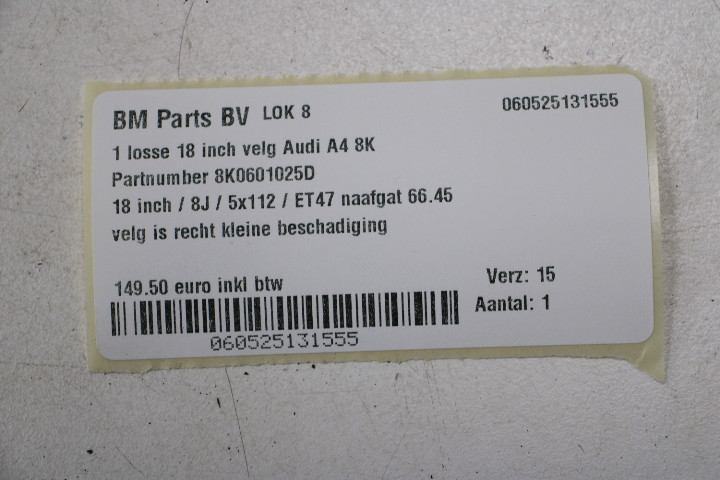 BM Parts BV LOK 8 060525131555
1 losse 18 inch velg Audi A4 8K
Partnumber 8K0601025D
18 inch / 8J / 5x112 / ET47 naafgat 66.45
velg is recht kleine beschadiging
149.50 euro inkl btw Verz: 15
Aantal: 1
060525131555